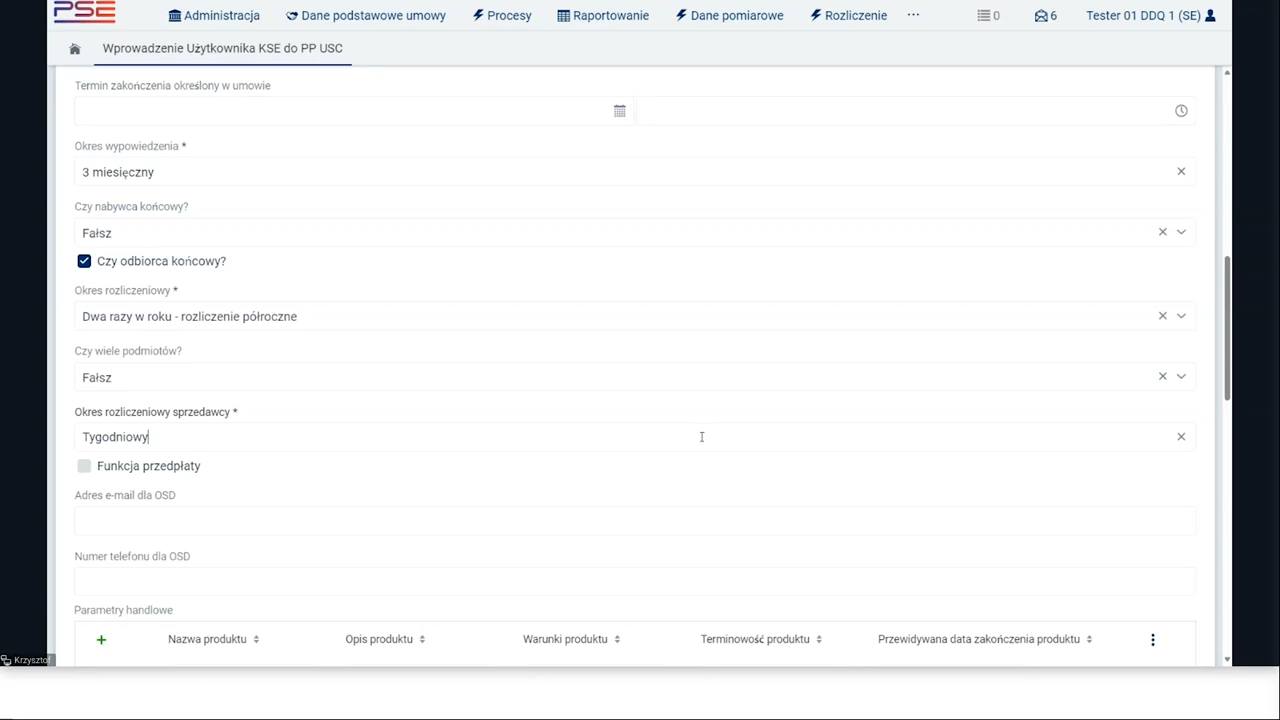 PSE
Administracja
Dane podstawowe umowy
Procesy
Raportowanie
Dane pomiarowe
Rozliczenie
...
0
6
Tester 01 DDQ 1 (SE)
Wprowadzenie Użytkownika KSE do PP USC
Termin zakończenia określony w umowie
Okres wypowiedzenia *
3 miesięczny
Czy nabywca końcowy?
Fałsz
Czy odbiorca końcowy?
Okres rozliczeniowy *
Dwa razy w roku - rozliczenie półroczne
Czy wiele podmiotów?
Fałsz
Okres rozliczeniowy sprzedawcy *
Tygodniowy
Funkcja przedpłaty
Adres e-mail dla OSD
Numer telefonu dla OSD
Parametry handlowe
Nazwa produktu
Opis produktu
Warunki produktu
Terminowość produktu
Przewidywana data zakończenia produktu
Krzysztof